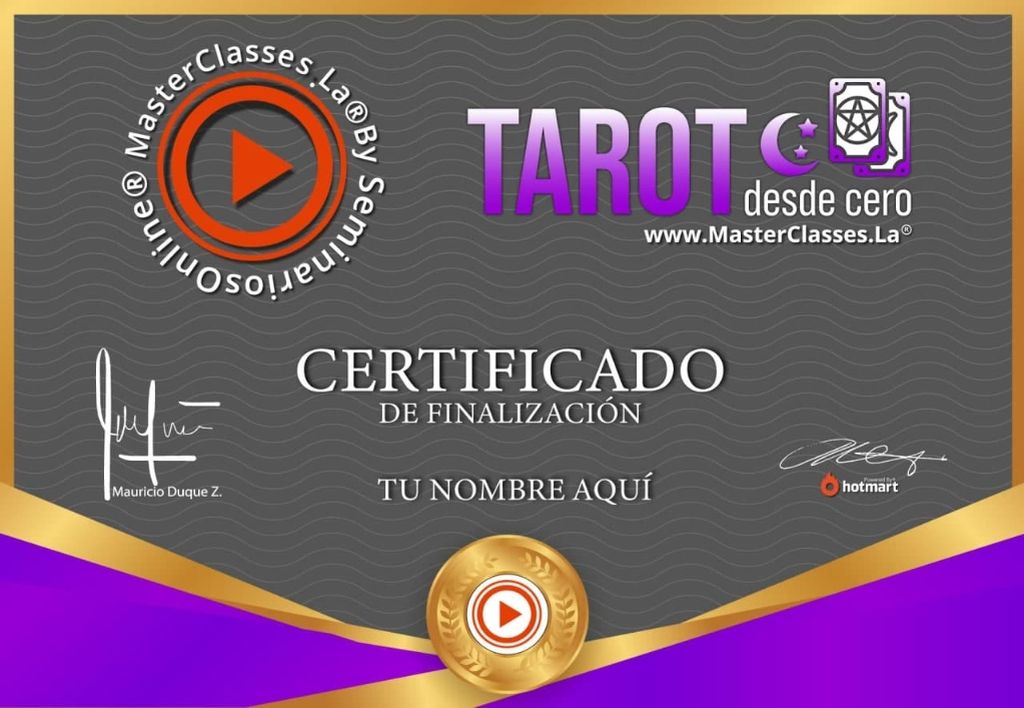 MasterClasses.La®By SeminariosOnline®
TAROT
desde cero
www.MasterClasses.La®
CERTIFICADO
DE FINALIZACIÓN
TU NOMBRE AQUÍ
Mauricio Duque Z.
Powered By
hotmart